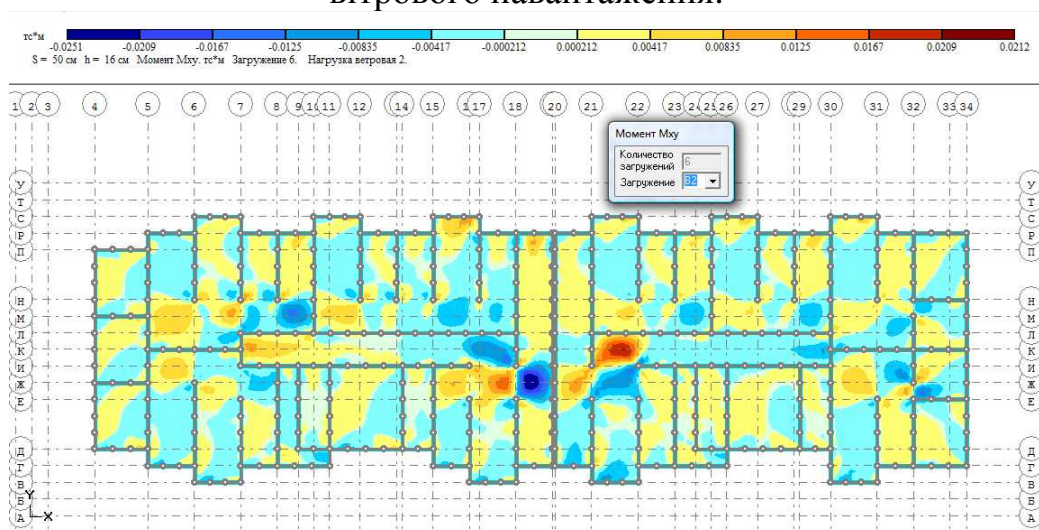 вітрового навантаження.
тс*м
-0.0251 -0.0209 -0.0167 -0.0125 -0.00835 -0.00417 -0.000212 0.000212 0.00417 0.00835 0.0125 0.0167 0.0209 0.0212
S = 50 см h = 16 см Момент Mxy. тс*м Загружение 6. Нагрузка ветровая 2.
1 2 3 4 5 6 7 8 9 11 12 14 15 17 18 20 21 22 23 26 27 29 30 31 32 33 34
Момент Mxy
Количество
загружений 6
Загружение В2
У У
Т Т
С С
Р Р
П П
Н Н
М М
Л Л
К К
И И
Ж Ж
Е Е
Д Д
Г Г
В В
Y
Б Б
X
А А